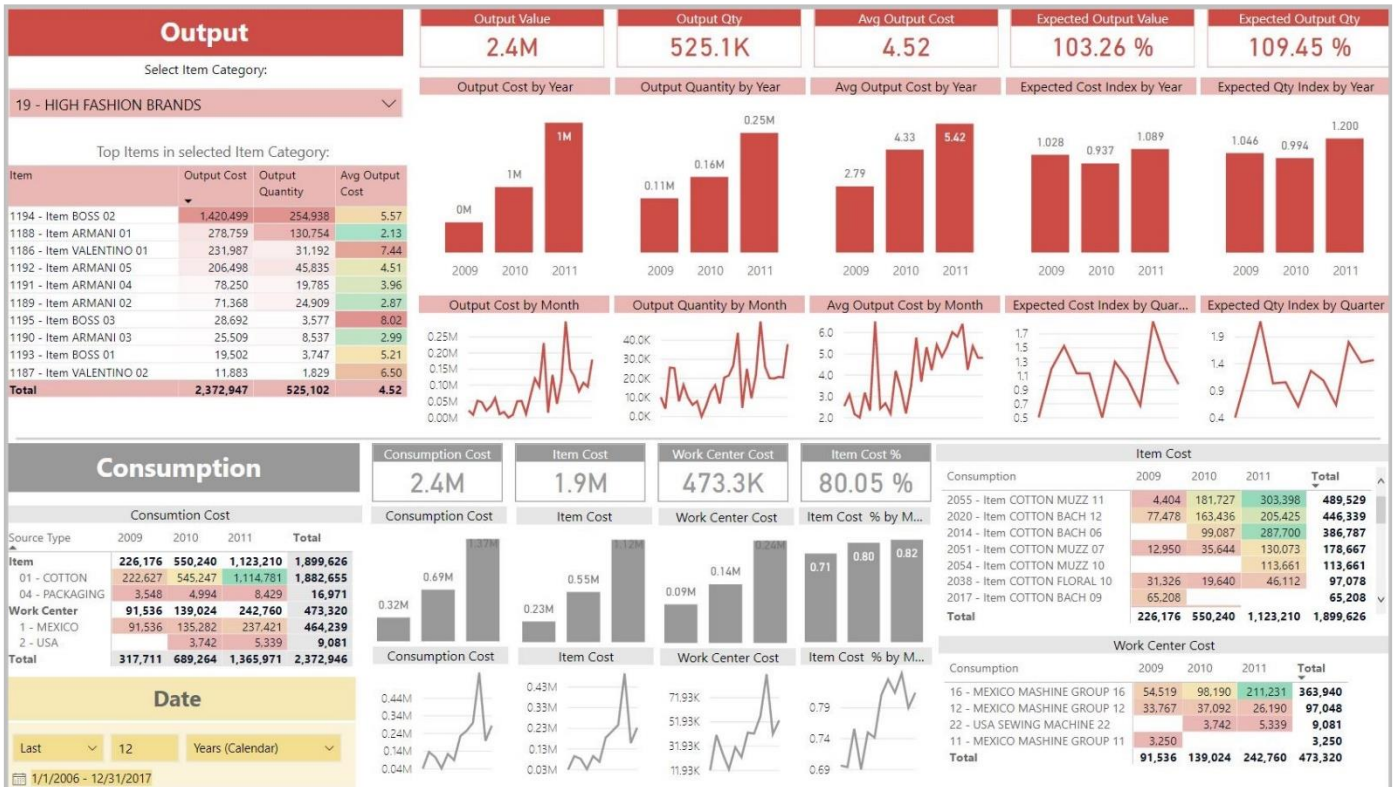 Output
Select Item Category:
19 - HIGH FASHION BRANDS
Top Items in selected Item Category:
Item Output Cost Output Quantity Avg Output Cost
1194 - Item BOSS 02 1,420,499 254,938 5.57
1188 - Item ARMANI 01 278,759 130,754 2.13
1186 - Item VALENTINO 01 231,987 31,192 7.44
1192 - Item ARMANI 05 206,498 45,835 4.51
1191 - Item ARMANI 04 78,250 19,785 3.96
1189 - Item ARMANI 02 71,368 24,909 2.87
1195 - Item BOSS 03 28,692 3,577 8.02
1190 - Item ARMANI 03 25,509 8,537 2.99
1193 - Item BOSS 01 19,502 3,747 5.21
1187 - Item VALENTINO 02 11,883 1,829 6.50
Total 2,372,947 525,102 4.52
Output Value Output Qty Avg Output Cost Expected Output Value Expected Output Qty
2.4M 525.1K 4.52 103.26 % 109.45 %
Output Cost by Year
0M 1M 1M
2009 2010 2011
Output Quantity by Year
0.11M 0.16M 0.25M
2009 2010 2011
Avg Output Cost by Year
2.79 4.33 5.42
2009 2010 2011
Expected Cost Index by Year
1.028 0.937 1.089
2009 2010 2011
Expected Qty Index by Year
1.046 0.994 1.200
2009 2010 2011
Output Cost by Month
0.25M
0.20M
0.15M
0.10M
0.05M
0.00M
Output Quantity by Month
40.0K
30.0K
20.0K
10.0K
0.0K
Avg Output Cost by Month
6.0
5.0
4.0
3.0
2.0
Expected Cost Index by Quar...
1.7
1.5
1.3
1.1
0.9
0.7
0.5
Expected Qty Index by Quarter
1.9
1.4
0.9
0.4
Consumption
Consumtion Cost
Source Type 2009 2010 2011 Total
Item 226,176 550,240 1,123,210 1,899,626
01 - COTTON 222,627 545,247 1,114,781 1,882,655
04 - PACKAGING 3,548 4,994 8,429 16,971
Work Center 91,536 139,024 242,760 473,320
1 - MEXICO 91,536 135,282 237,421 464,239
2 - USA 3,742 5,339 9,081
Total 317,711 689,264 1,365,971 2,372,946
Date
Last 12 Years (Calendar)
1/1/2006 - 12/31/2017
Consumption Cost Item Cost Work Center Cost Item Cost %
2.4M 1.9M 473.3K 80.05 %
Consumption Cost
0.32M 0.69M 1.37M
Item Cost
0.23M 0.55M 1.12M
Work Center Cost
0.09M 0.14M 0.24M
Item Cost % by M...
0.71 0.80 0.82
Consumption Cost
0.44M
0.34M
0.24M
0.14M
0.04M
Item Cost
0.43M
0.33M
0.23M
0.13M
0.03M
Work Center Cost
71.93K
51.93K
31.93K
11.93K
Item Cost % by M...
0.79
0.74
0.69
Item Cost
Consumption 2009 2010 2011 Total
2055 - Item COTTON MUZZ 11 4,404 181,727 303,398 489,529
2020 - Item COTTON BACH 12 77,478 163,436 205,425 446,339
2014 - Item COTTON BACH 06 99,087 287,700 386,787
2051 - Item COTTON MUZZ 07 12,950 35,644 130,073 178,667
2054 - Item COTTON MUZZ 10 113,661 113,661
2038 - Item COTTON FLORAL 10 31,326 19,640 46,112 97,078
2017 - Item COTTON BACH 09 65,208 65,208
Total 226,176 550,240 1,123,210 1,899,626
Work Center Cost
Consumption 2009 2010 2011 Total
16 - MEXICO MASHINE GROUP 16 54,519 98,190 211,231 363,940
12 - MEXICO MASHINE GROUP 12 33,767 37,092 26,190 97,048
22 - USA SEWING MACHINE 22 3,742 5,339 9,081
11 - MEXICO MASHINE GROUP 11 3,250 3,250
Total 91,536 139,024 242,760 473,320